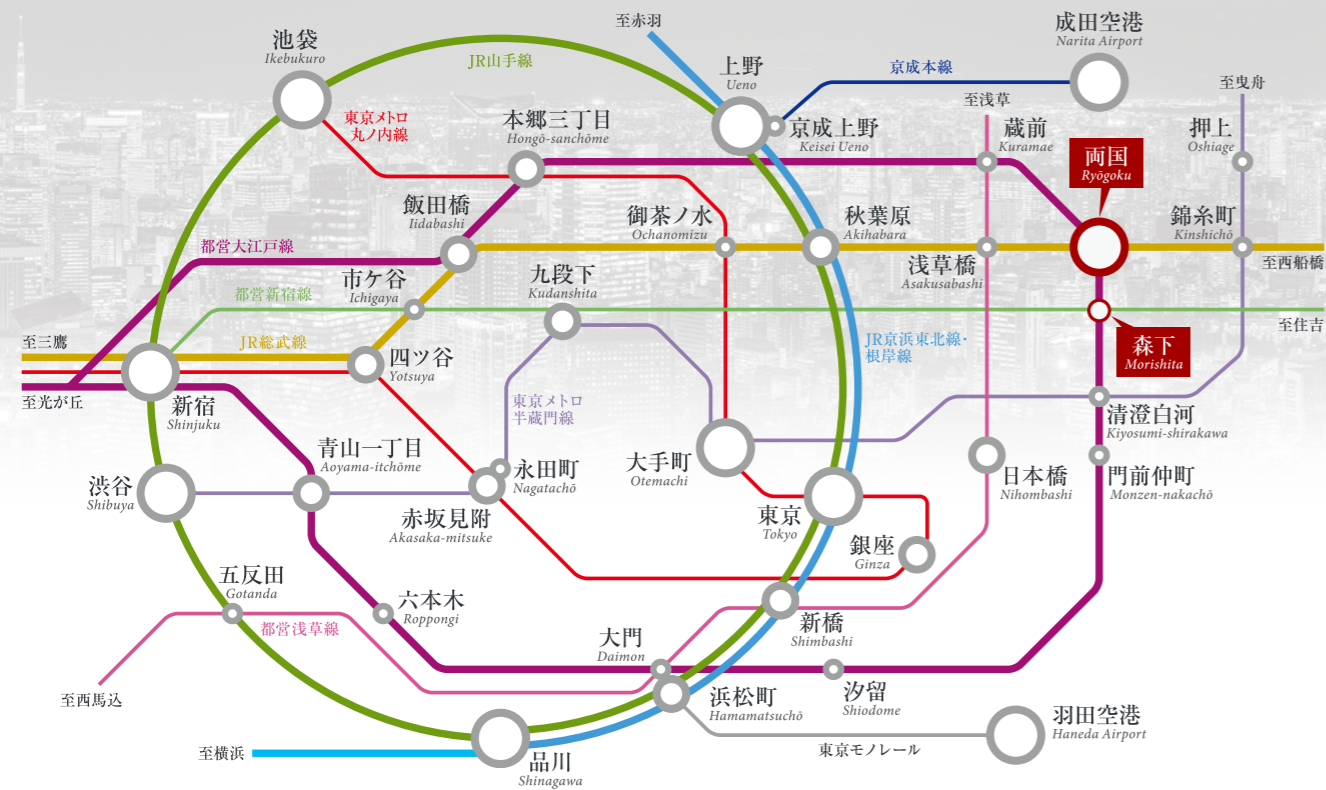 至赤羽
成田空港
Narita Airport
池袋
Ikebukuro
JR山手線
上野
Ueno
京成本線
至曳舟
至浅草
東京メトロ
丸ノ内線
本郷三丁目
Hongō-sanchōme
京成上野
Keisei Ueno
蔵前
Kuramae
押上
Oshiage
両国
Ryōgoku
飯田橋
Iidabashi
御茶ノ水
Ochanomizu
秋葉原
Akihabara
錦糸町
Kinshichō
都営大江戸線
市ケ谷
Ichigaya
九段下
Kudanshita
浅草橋
Asakusabashi
至西船橋
都営新宿線
至住吉
至三鷹
JR総武線
四ツ谷
Yotsuya
JR京浜東北線・
根岸線
森下
Morishita
至光が丘
新宿
Shinjuku
東京メトロ
半蔵門線
清澄白河
Kiyosumi-shirakawa
青山一丁目
Aoyama-itchōme
渋谷
Shibuya
永田町
Nagatachō
大手町
Otemachi
日本橋
Nihombashi
門前仲町
Monzen-nakachō
赤坂見附
Akasaka-mitsuke
東京
Tokyo
銀座
Ginza
五反田
Gotanda
六本木
Roppongi
都営浅草線
新橋
Shimbashi
大門
Daimon
至西馬込
浜松町
Hamamatsuchō
汐留
Shiodome
羽田空港
Haneda Airport
東京モノレール
至横浜
品川
Shinagawa